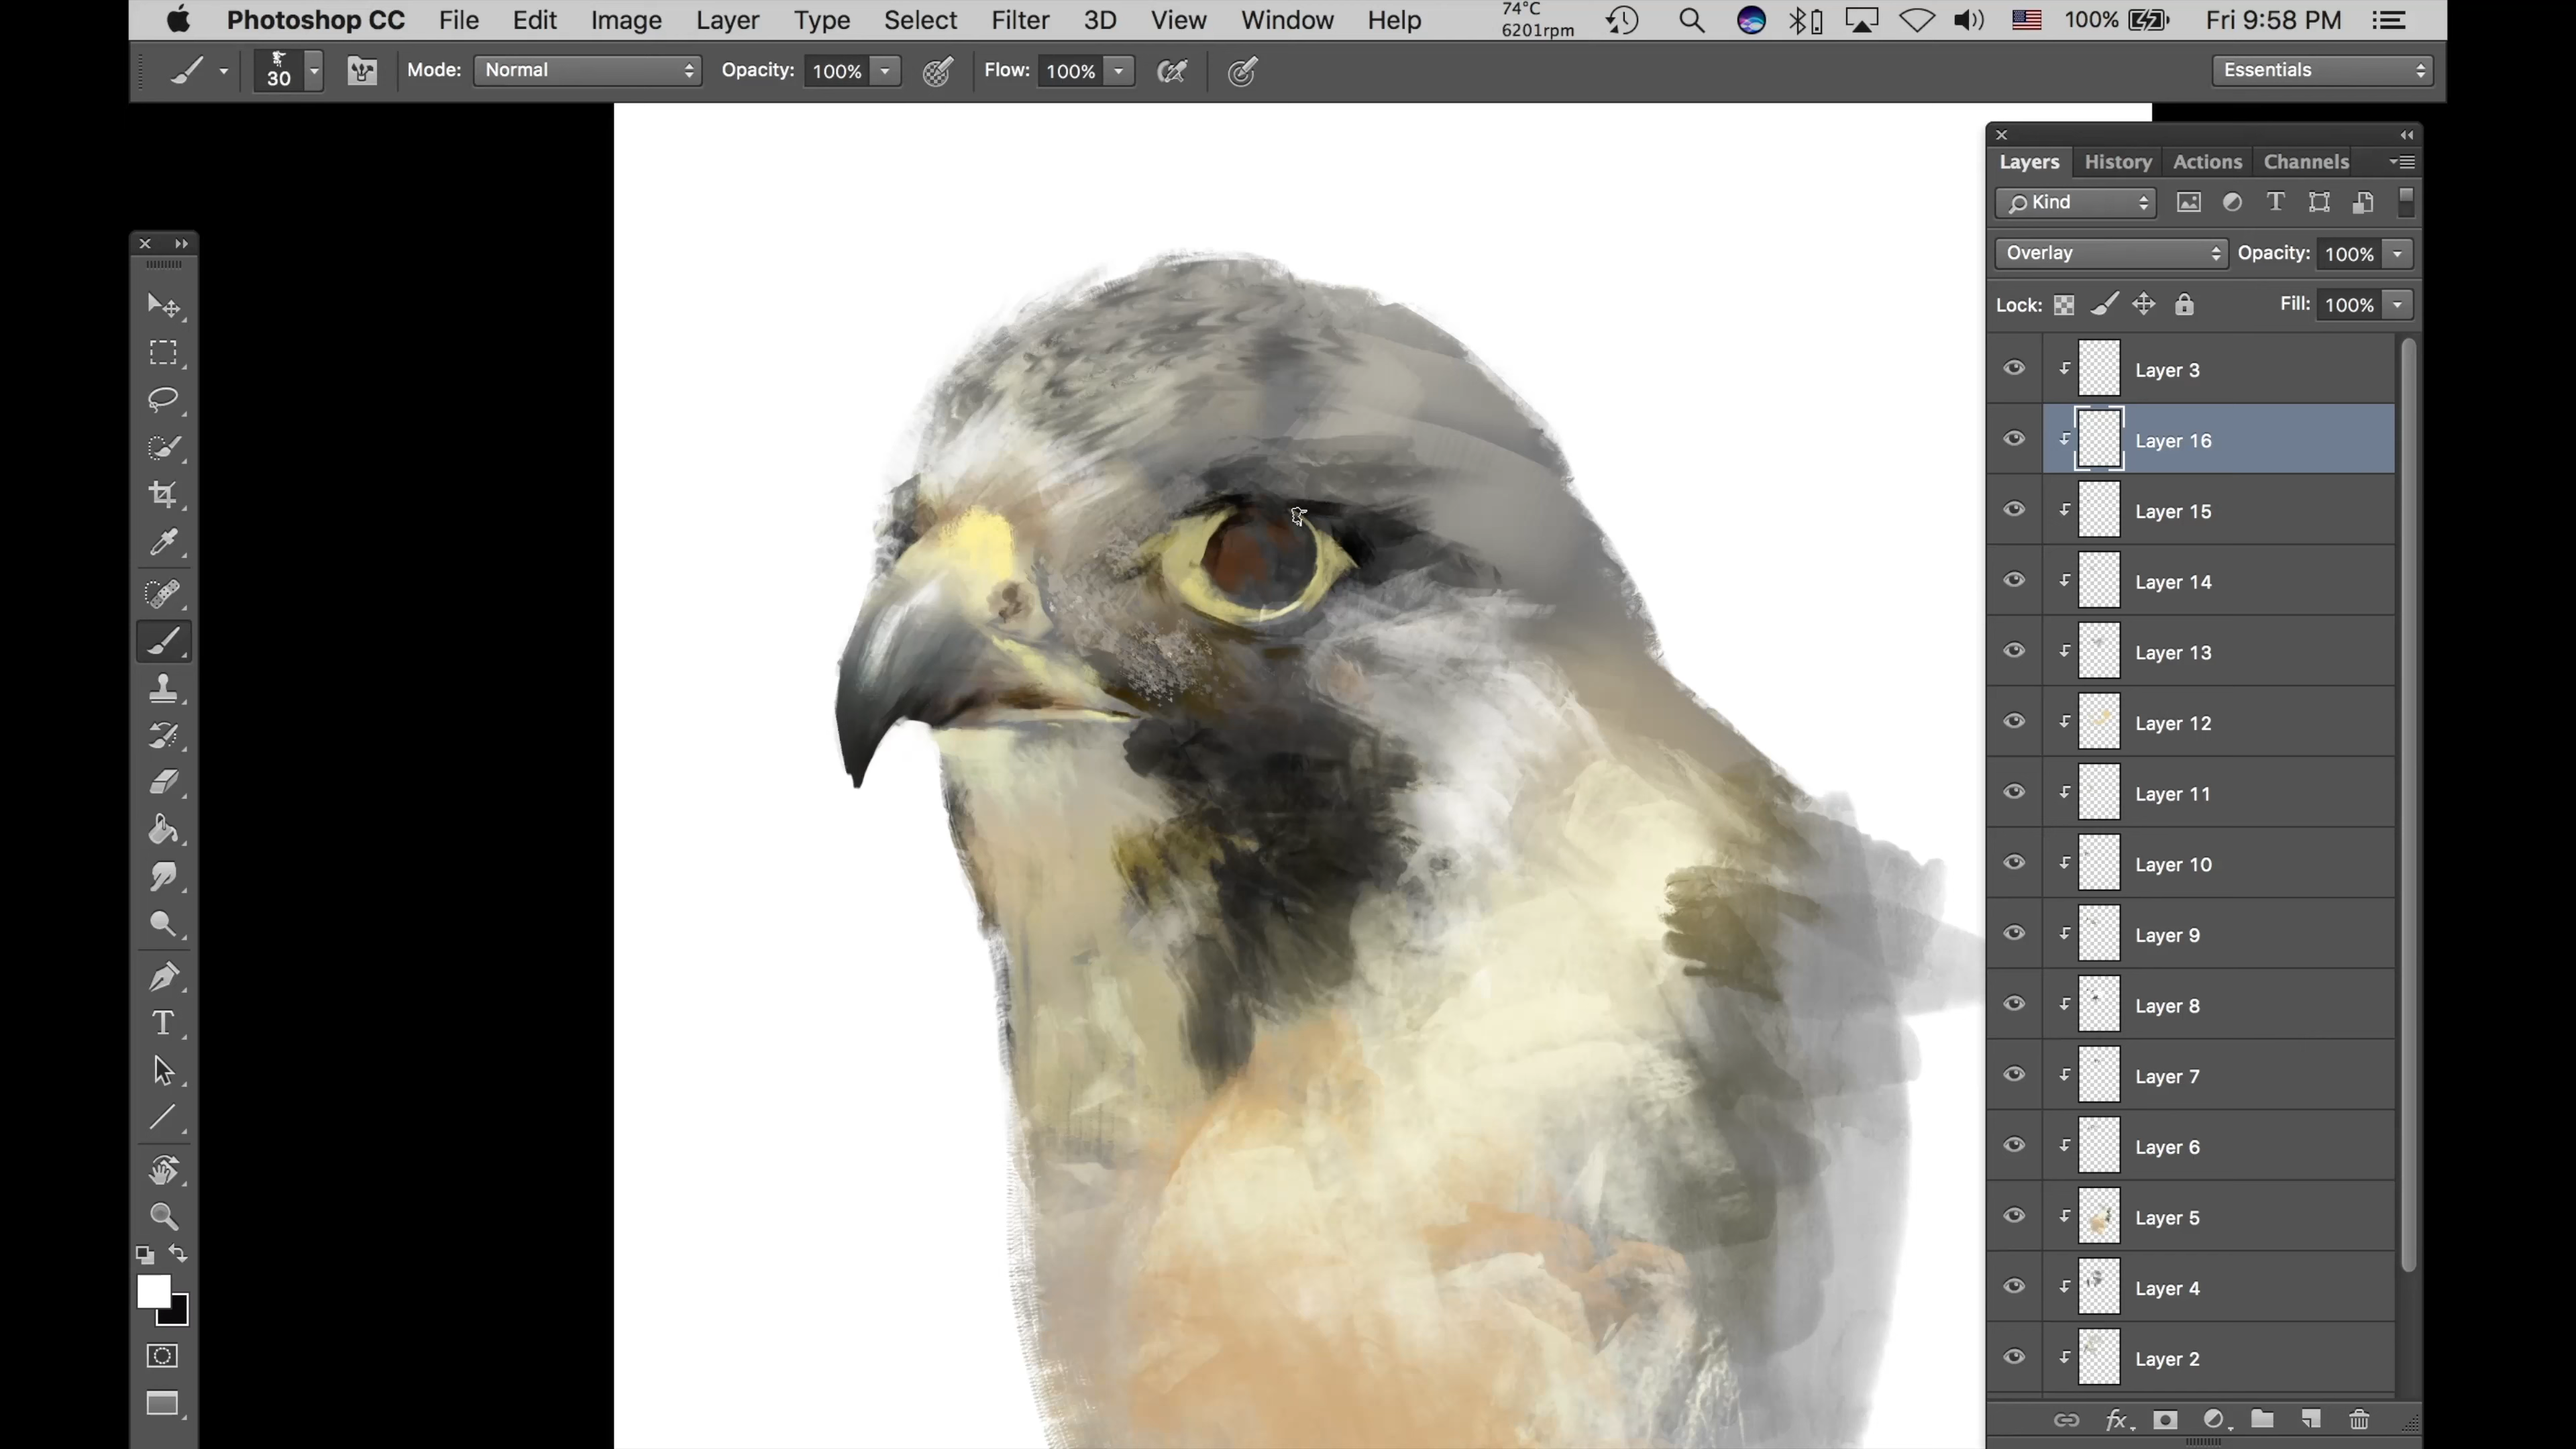 Photoshop CC File Edit Image Layer Type Select Filter 3D View Window Help 74°C 6201rpm 100% Fri 9:58 PM
30 Mode: Normal Opacity: 100% Flow: 100% Essentials
Layers History Actions Channels
Kind
Overlay Opacity: 100%
Lock: Fill: 100%
Layer 3
Layer 16
Layer 15
Layer 14
Layer 13
Layer 12
Layer 11
Layer 10
Layer 9
Layer 8
Layer 7
Layer 6
Layer 5
Layer 4
Layer 2
fx